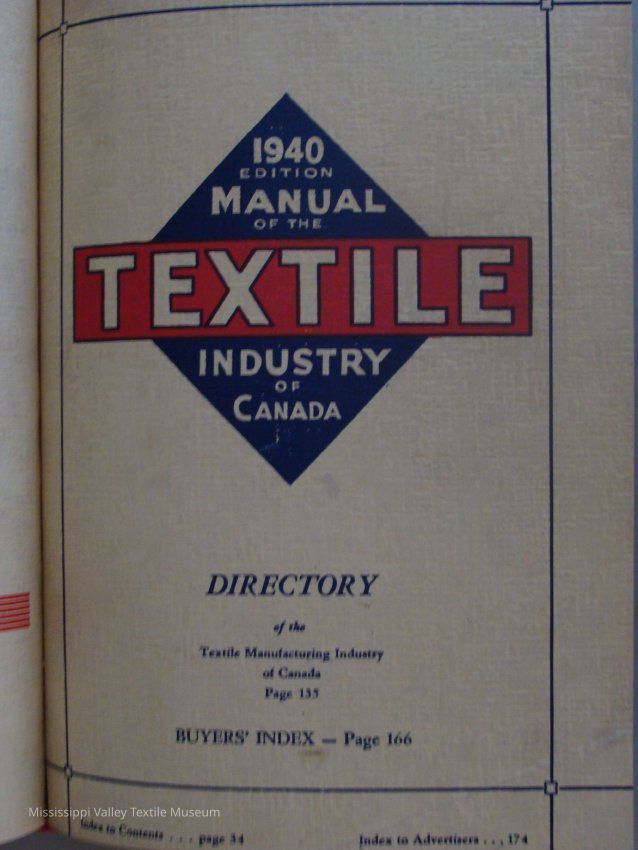 1940
EDITION
MANUAL
OF THE
TEXTILE
INDUSTRY
OF
CANADA
DIRECTORY
of the
Textile Manufacturing Industry
of Canada
Page 135
BUYERS' INDEX — Page 166
Mississippi Valley Textile Museum
Index to Contents . . . page 34
Index to Advertisers . . , 174